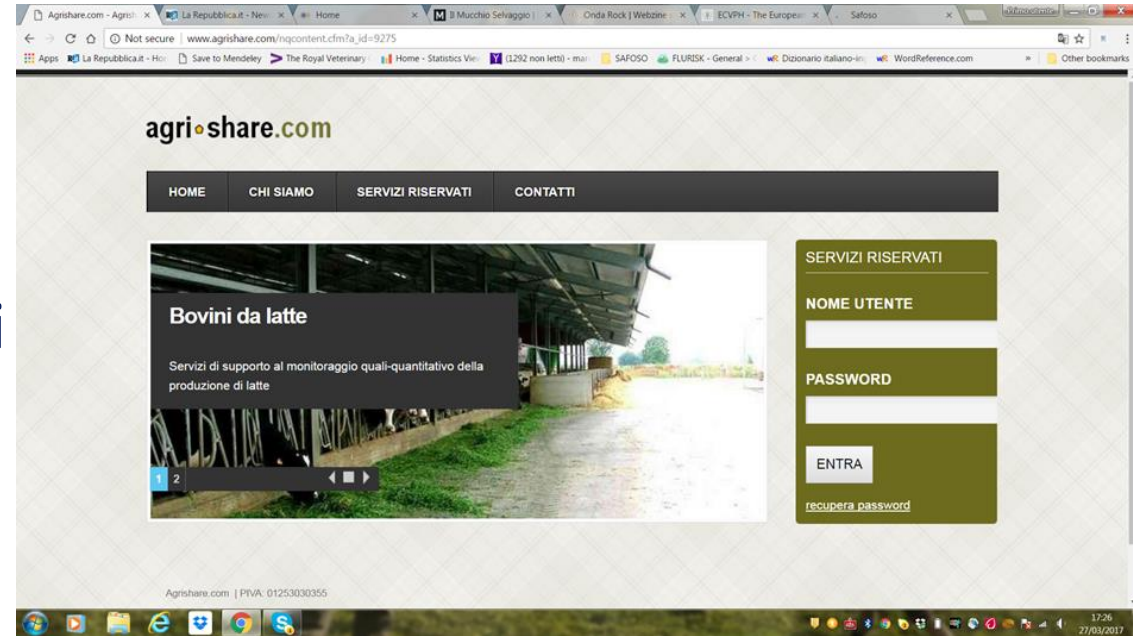 Agrishare.com - Agrish
La Repubblica.it - New
Home
Il Mucchio Selvaggio |
Onda Rock | Webzine
ECVPH - The European
Safoso
Not secure | www.agrishare.com/nqcontent.cfm?a_id=9275
Apps
La Repubblica.it - Ho
Save to Mendeley
The Royal Veterinary
Home - Statistics Vie
(1292 non letti) - mar
SAFOSO
FLURISK - General >
Dizionario italiano-in
WordReference.com
»
Other bookmarks
agri share.com
HOME
CHI SIAMO
SERVIZI RISERVATI
CONTATTI
Bovini da latte
Servizi di supporto al monitoraggio quali-quantitativo della
produzione di latte
1 2
SERVIZI RISERVATI
NOME UTENTE
PASSWORD
ENTRA
recupera password
Agrishare.com | PIVA: 01253030355
17:26
27/03/2017
i